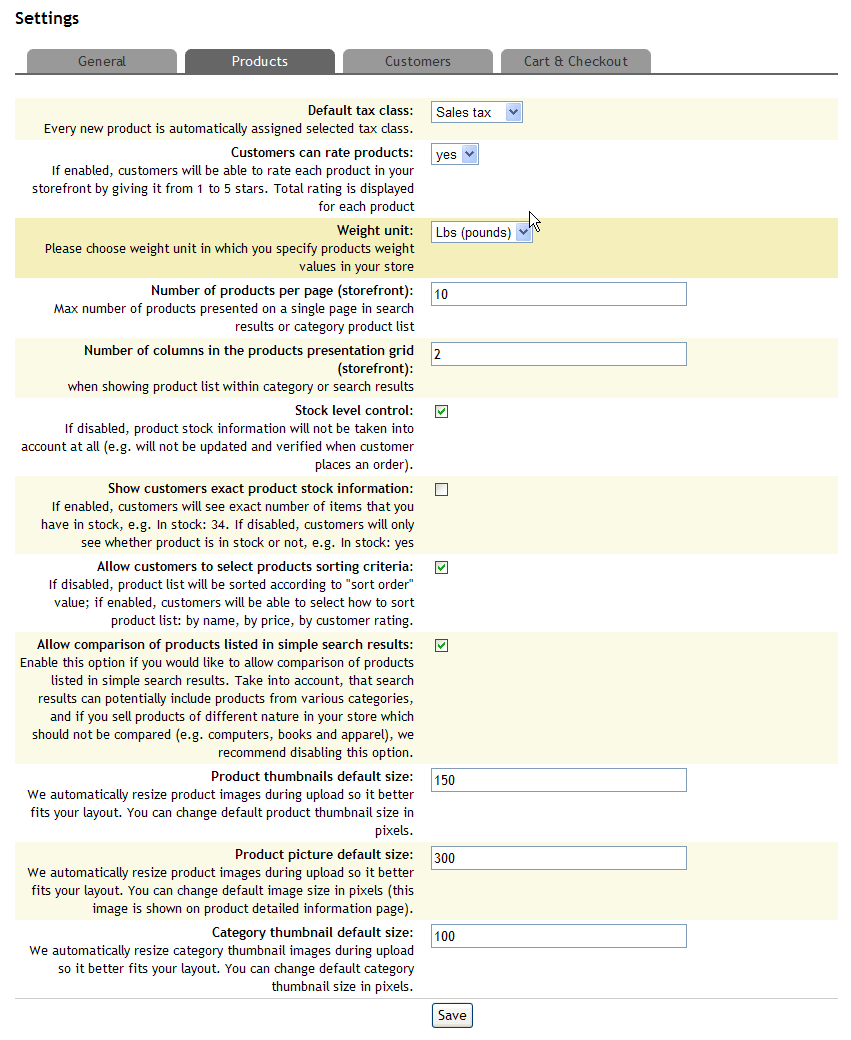 Settings
General Products Customers Cart & Checkout
Default tax class: Sales tax
Every new product is automatically assigned selected tax class.
Customers can rate products: yes
If enabled, customers will be able to rate each product in your
storefront by giving it from 1 to 5 stars. Total rating is displayed
for each product
Weight unit: Lbs (pounds)
Please choose weight unit in which you specify products weight
values in your store
Number of products per page (storefront): 10
Max number of products presented on a single page in search
results or category product list
Number of columns in the products presentation grid 2
(storefront):
when showing product list within category or search results
Stock level control:
If disabled, product stock information will not be taken into
account at all (e.g. will not be updated and verified when customer
places an order).
Show customers exact product stock information:
If enabled, customers will see exact number of items that you
have in stock, e.g. In stock: 34. If disabled, customers will only
see whether product is in stock or not, e.g. In stock: yes
Allow customers to select products sorting criteria:
If disabled, product list will be sorted according to "sort order"
value; if enabled, customers will be able to select how to sort
product list: by name, by price, by customer rating.
Allow comparison of products listed in simple search results:
Enable this option if you would like to allow comparison of products
listed in simple search results. Take into account, that search
results can potentially include products from various categories,
and if you sell products of different nature in your store which
should not be compared (e.g. computers, books and apparel), we
recommend disabling this option.
Product thumbnails default size: 150
We automatically resize product images during upload so it better
fits your layout. You can change default product thumbnail size in
pixels.
Product picture default size: 300
We automatically resize product images during upload so it better
fits your layout. You can change default image size in pixels (this
image is shown on product detailed information page).
Category thumbnail default size: 100
We automatically resize category thumbnail images during upload
so it better fits your layout. You can change default category
thumbnail size in pixels.
Save